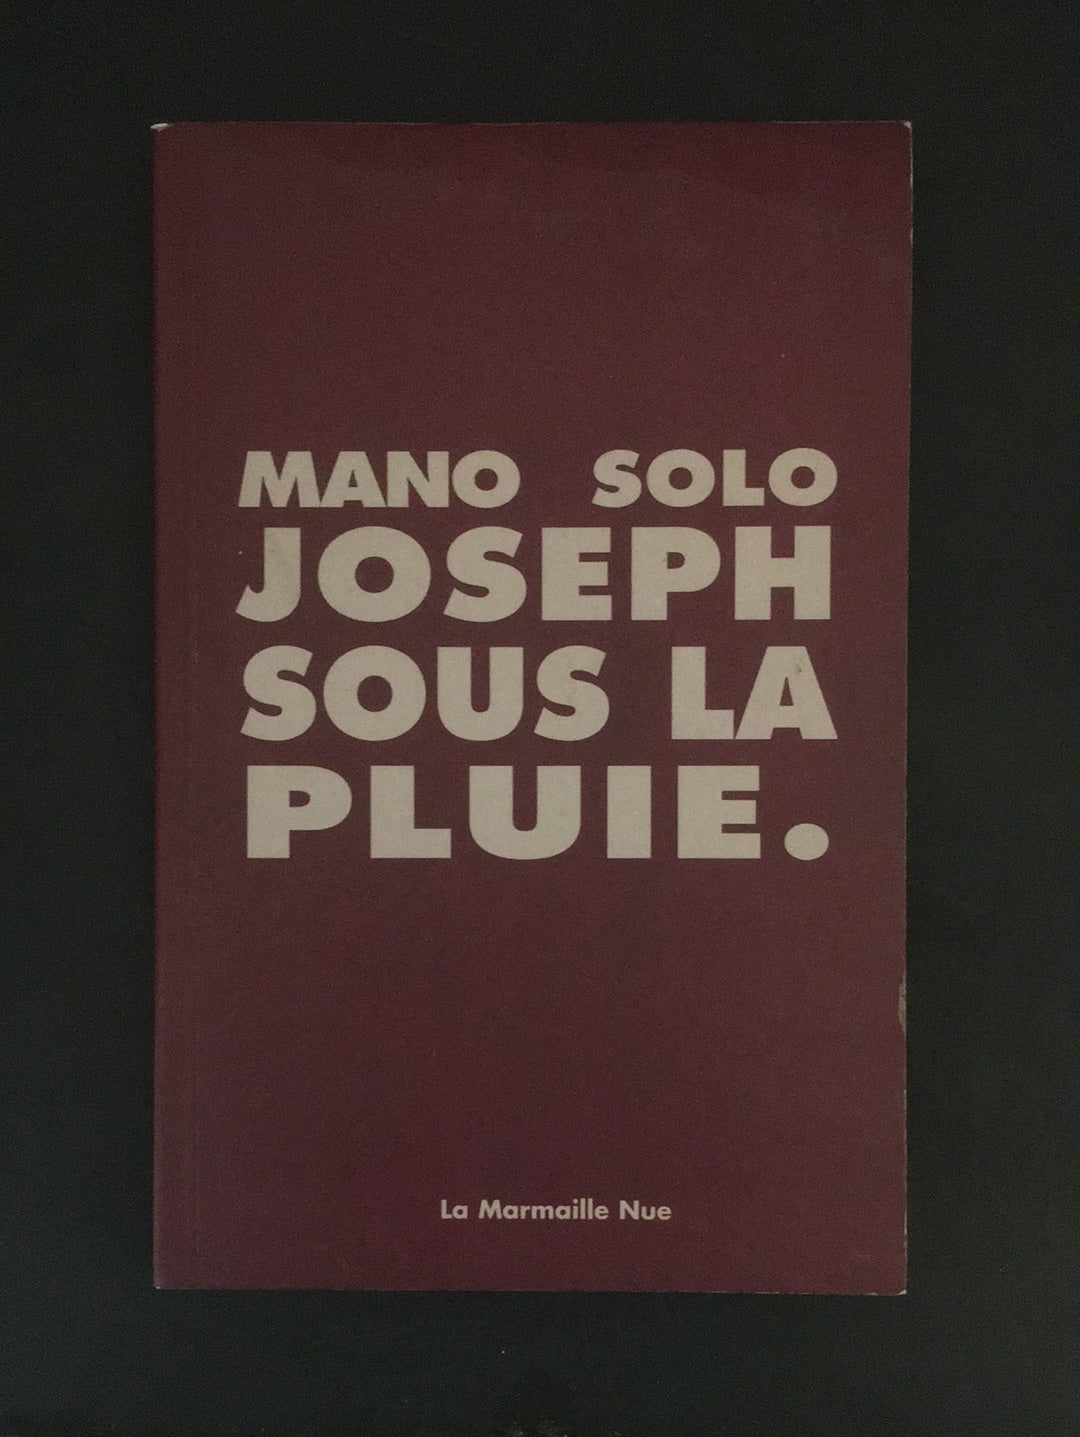 MANO SOLO
JOSEPH
SOUS LA
PLUIE.
La Marmaille Nue